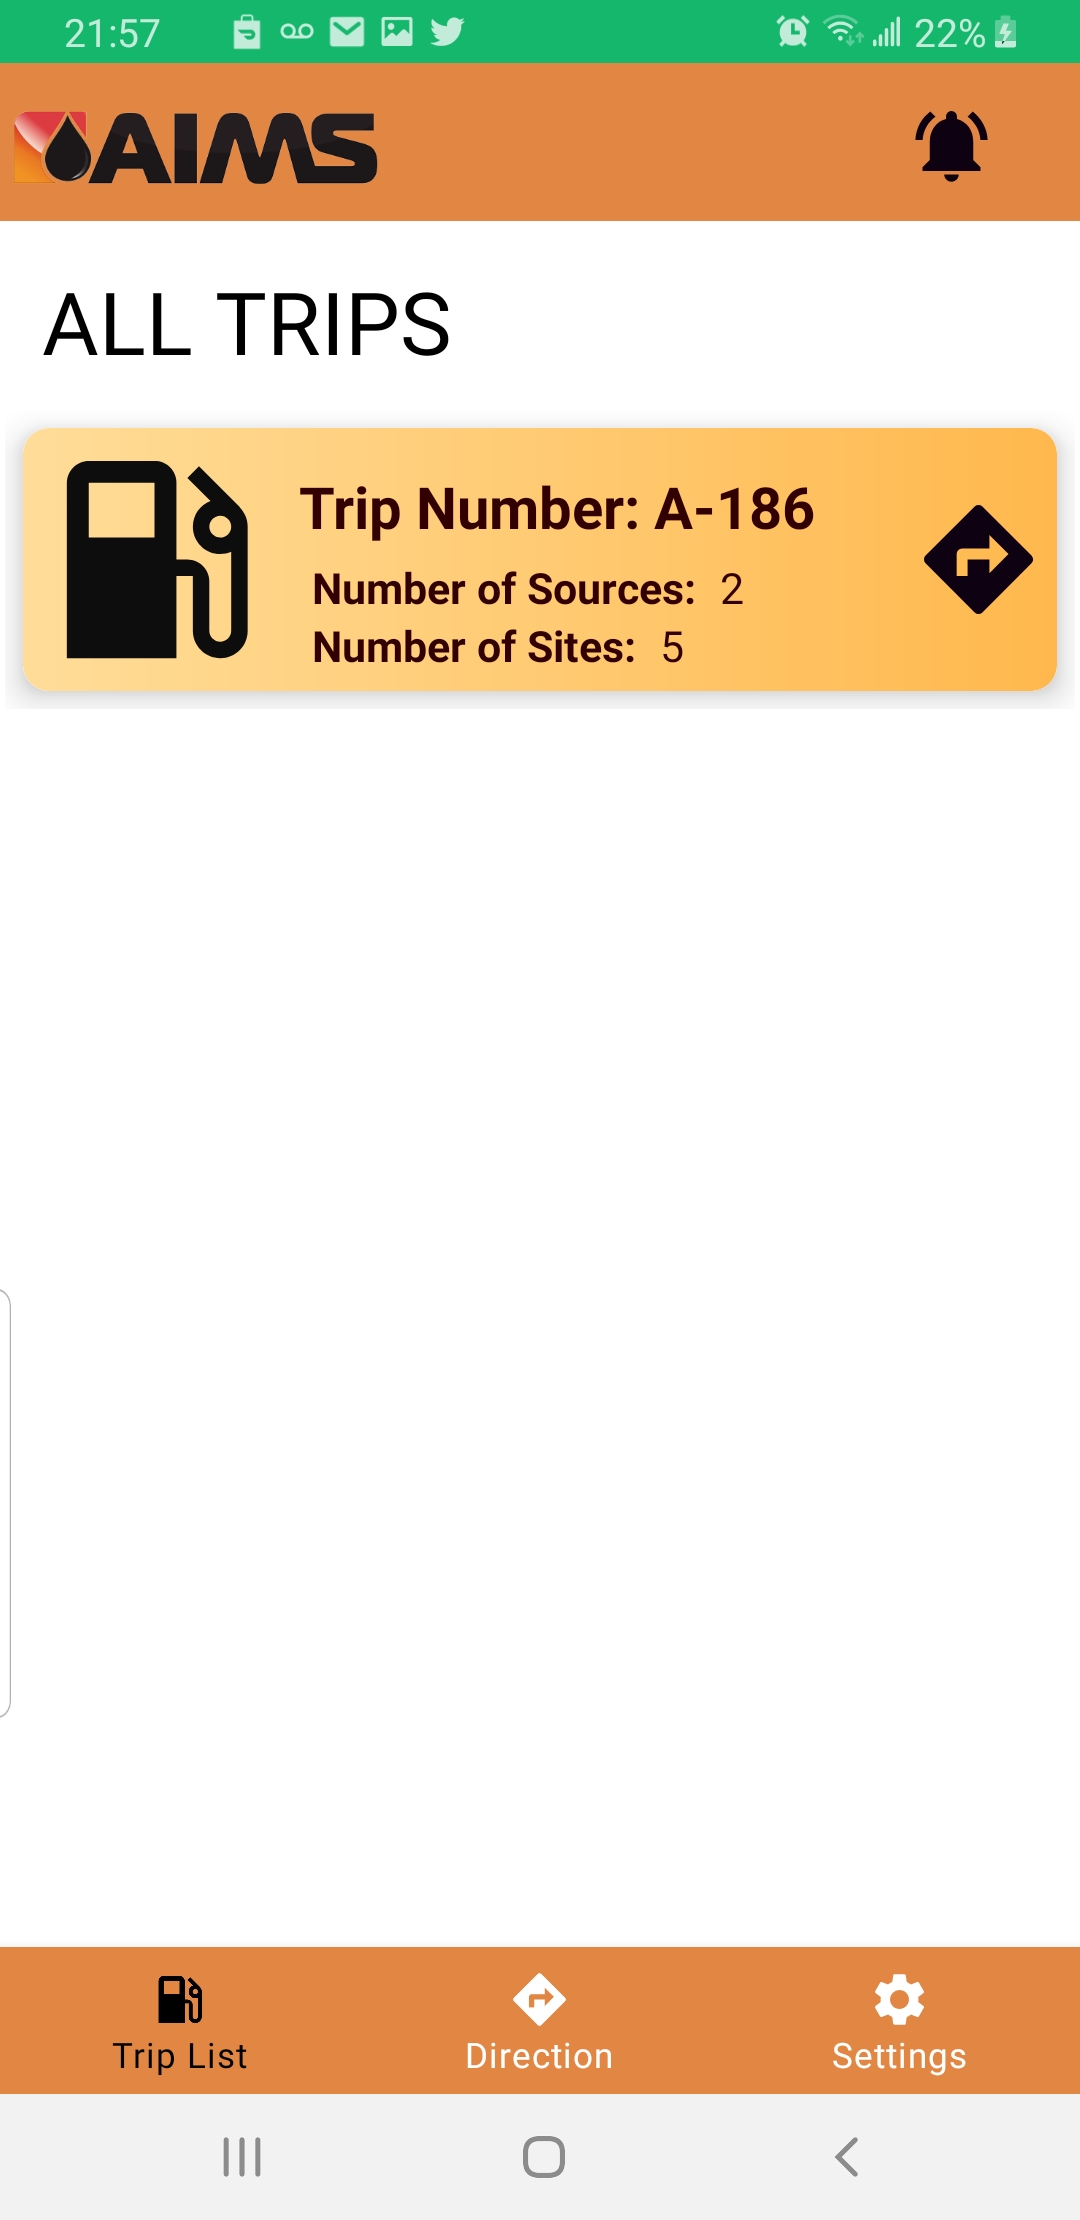 21:57 22%
AIMS
ALL TRIPS
Trip Number: A-186
Number of Sources: 2
Number of Sites: 5
Trip List Direction Settings